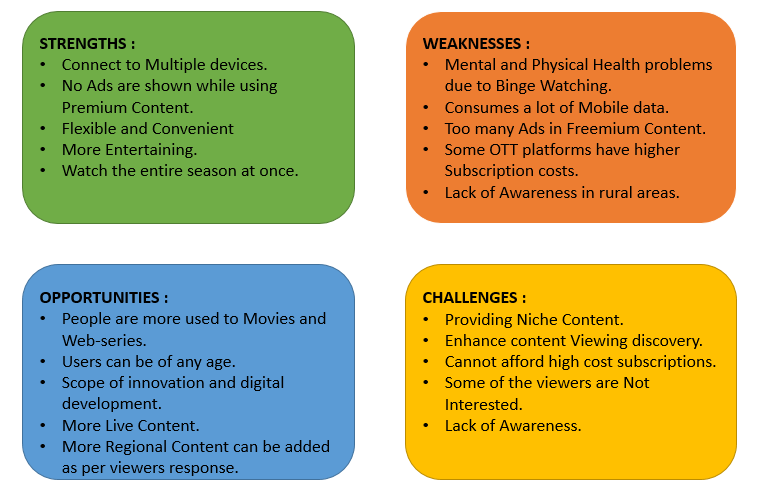 STRENGTHS :
• Connect to Multiple devices.
• No Ads are shown while using
Premium Content.
• Flexible and Convenient
• More Entertaining.
• Watch the entire season at once.
WEAKNESSES :
• Mental and Physical Health problems
due to Binge Watching.
• Consumes a lot of Mobile data.
• Too many Ads in Freemium Content.
• Some OTT platforms have higher
Subscription costs.
• Lack of Awareness in rural areas.
OPPORTUNITIES :
• People are more used to Movies and
Web-series.
• Users can be of any age.
• Scope of innovation and digital
development.
• More Live Content.
• More Regional Content can be added
as per viewers response.
CHALLENGES :
• Providing Niche Content.
• Enhance content Viewing discovery.
• Cannot afford high cost subscriptions.
• Some of the viewers are Not
Interested.
• Lack of Awareness.